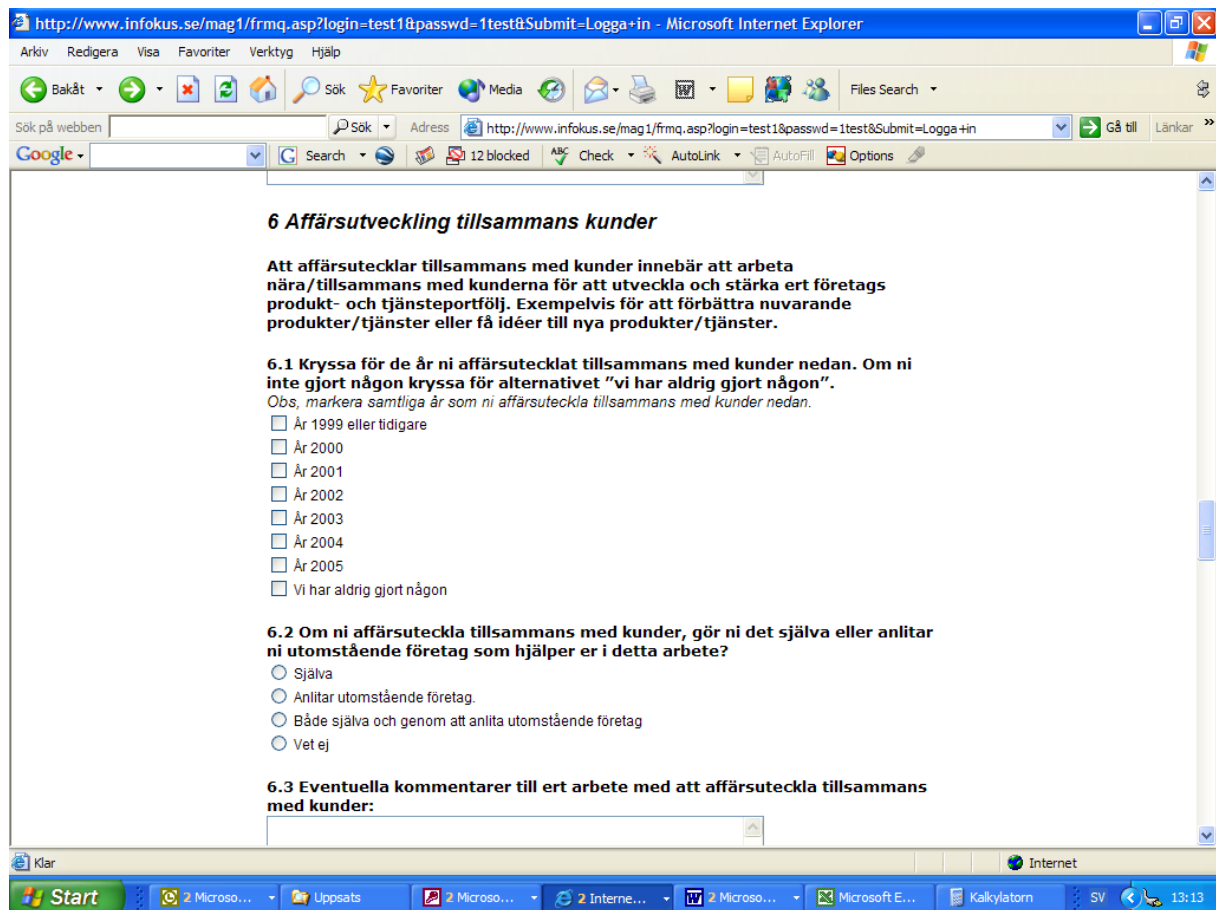 http://www.infokus.se/mag1/frmq.asp?login=test1&passwd=1test&Submit=Logga+in - Microsoft Internet Explorer
Arkiv Redigera Visa Favoriter Verktyg Hjälp
Bakåt Sök Favoriter Media Files Search
Sök på webben Sök Adress http://www.infokus.se/mag1/frmq.asp?login=test1&passwd=1test&Submit=Logga+in Gå till Länkar »
Google Search 12 blocked ABC Check AutoLink AutoFill Options
6 Affärsutveckling tillsammans kunder
Att affärsutecklar tillsammans med kunder innebär att arbeta
nära/tillsammans med kunderna för att utveckla och stärka ert företags
produkt- och tjänsteportfölj. Exempelvis för att förbättra nuvarande
produkter/tjänster eller få idéer till nya produkter/tjänster.
6.1 Kryssa för de år ni affärsutecklat tillsammans med kunder nedan. Om ni
inte gjort någon kryssa för alternativet ”vi har aldrig gjort någon”.
Obs, markera samtliga år som ni affärsuteckla tillsammans med kunder nedan.
År 1999 eller tidigare
År 2000
År 2001
År 2002
År 2003
År 2004
År 2005
Vi har aldrig gjort någon
6.2 Om ni affärsuteckla tillsammans med kunder, gör ni det själva eller anlitar
ni utomstående företag som hjälper er i detta arbete?
Själva
Anlitar utomstående företag.
Både själva och genom att anlita utomstående företag
Vet ej
6.3 Eventuella kommentarer till ert arbete med att affärsuteckla tillsammans
med kunder:
Klar Internet
Start 2 Microso... Uppsats 2 Microso... 2 Interne... 2 Microso... Microsoft E... Kalkylatorn SV 13:13